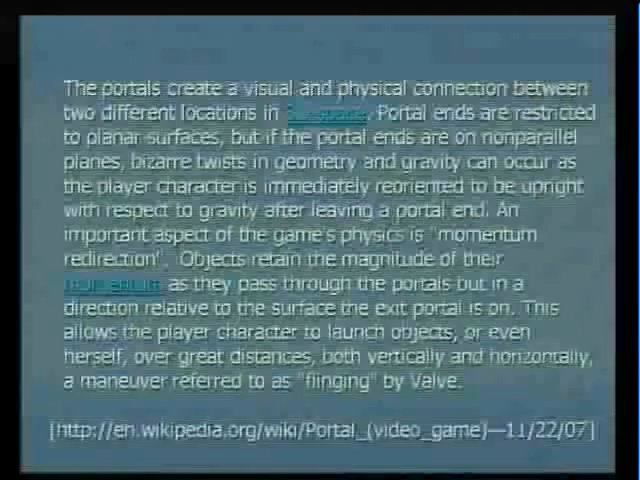 The portals create a visual and physical connection between
two different locations in 3D space. Portal ends are restricted
to planar surfaces, but if the portal ends are on nonparallel
planes, bizarre twists in geometry and gravity can occur as
the player character is immediately reoriented to be upright
with respect to gravity after leaving a portal end. An
important aspect of the game's physics is "momentum
redirection". Objects retain the magnitude of their
momentum as they pass through the portals but in a
direction relative to the surface the exit portal is on. This
allows the player character to launch objects, or even
herself, over great distances, both vertically and horizontally,
a maneuver referred to as "flinging" by Valve.
[http://en.wikipedia.org/wiki/Portal_(video_game)—11/22/07]